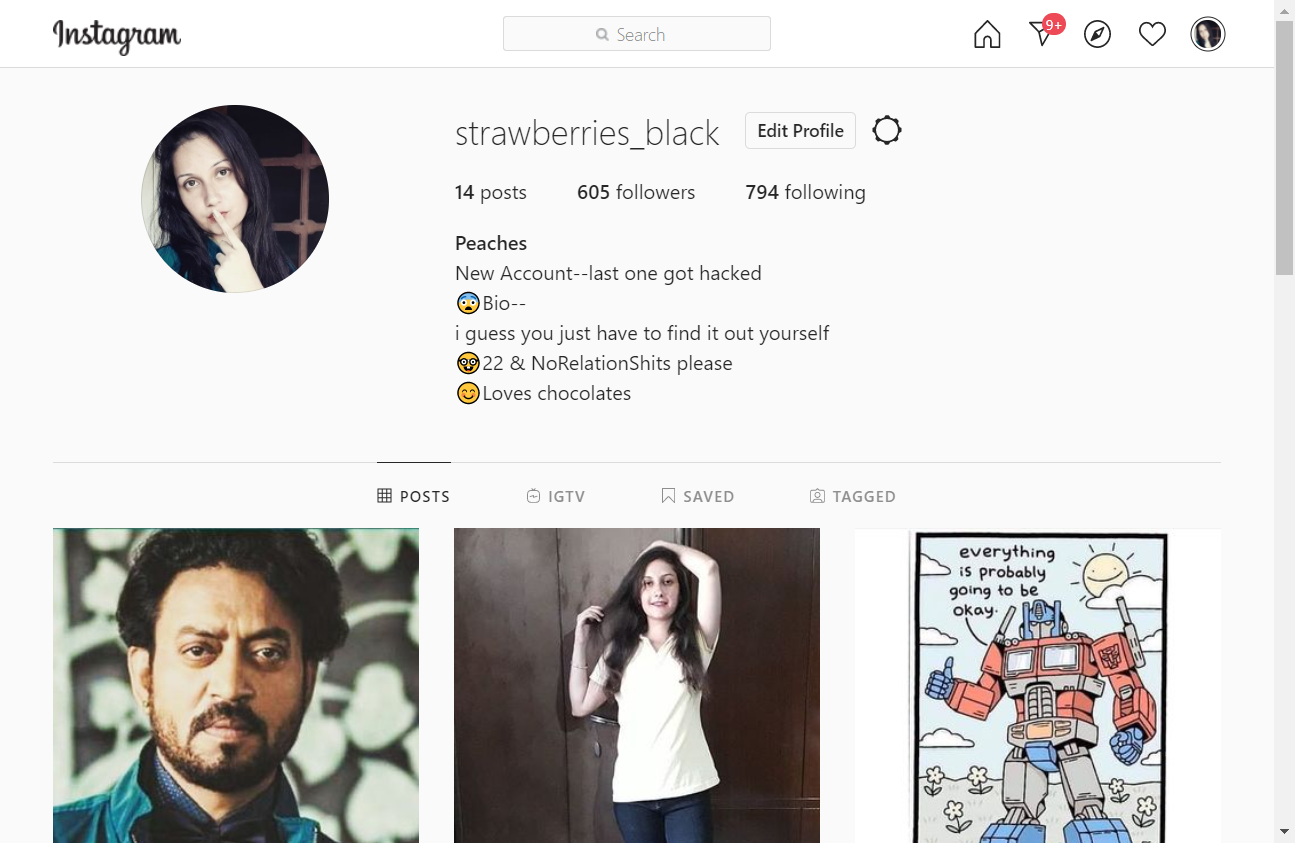 Instagram
Search
9+
strawberries_black
Edit Profile
14 posts
605 followers
794 following
Peaches
New Account--last one got hacked
😨Bio--
i guess you just have to find it out yourself
🤓22 & NoRelationShits please
😊Loves chocolates
POSTS
IGTV
SAVED
TAGGED
everything
is probably
going to be
okay.